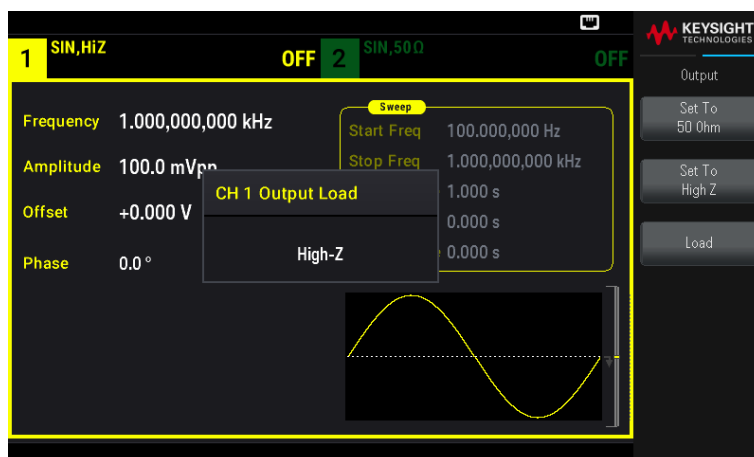 KEYSIGHT
TECHNOLOGIES
1 SIN,HiZ OFF 2 SIN,50Ω OFF
Output
Set To
50 Ohm
Set To
High Z
Load
Frequency 1.000,000,000 kHz
Amplitude 100.0 mVpp
Offset +0.000 V
Phase 0.0 °
Sweep
Start Freq 100.000,000 Hz
Stop Freq 1.000,000,000 kHz
1.000 s
0.000 s
0.000 s
CH 1 Output Load
High-Z